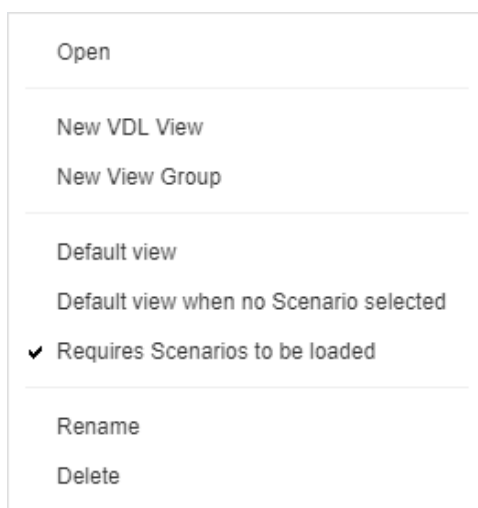 Open
New VDL View
New View Group
Default view
Default view when no Scenario selected
Requires Scenarios to be loaded
Rename
Delete